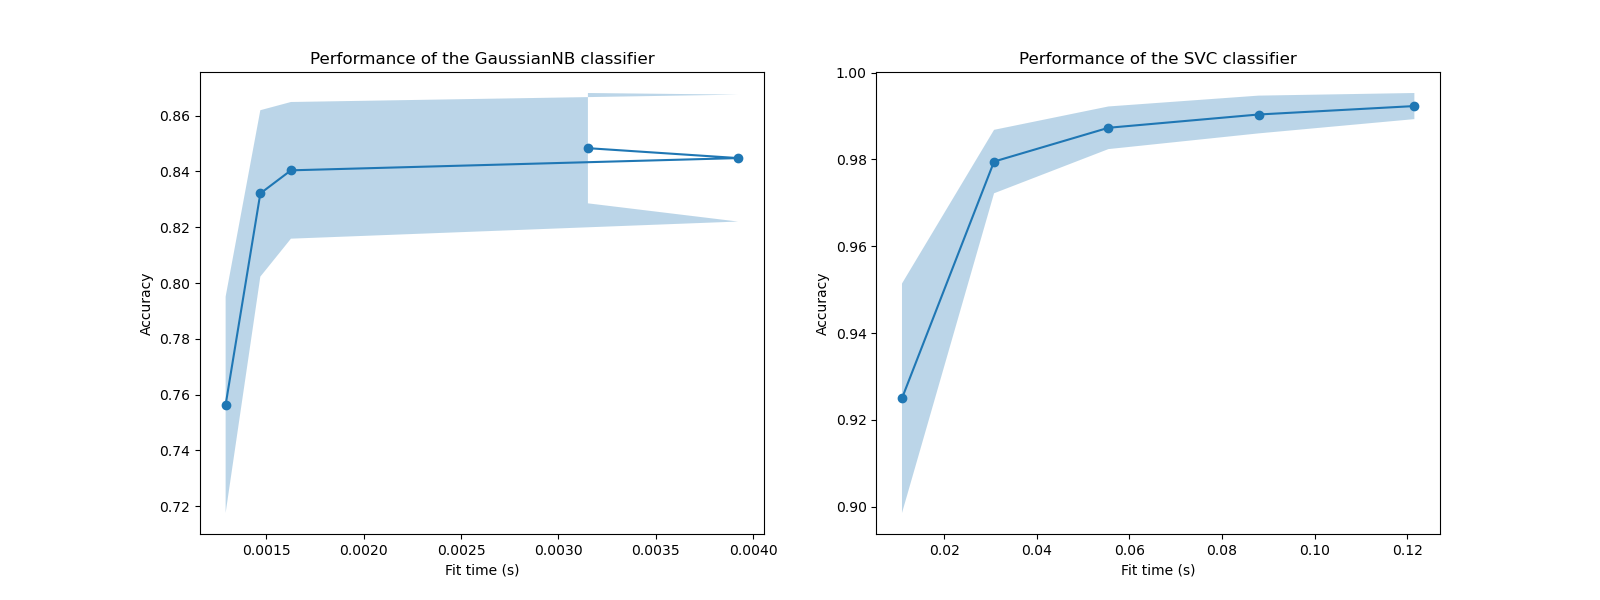 Performance of the GaussianNB classifier
Accuracy
0.86
0.84
0.82
0.80
0.78
0.76
0.74
0.72
0.0015 0.0020 0.0025 0.0030 0.0035 0.0040
Fit time (s)
Performance of the SVC classifier
Accuracy
1.00
0.98
0.96
0.94
0.92
0.90
0.02 0.04 0.06 0.08 0.10 0.12
Fit time (s)